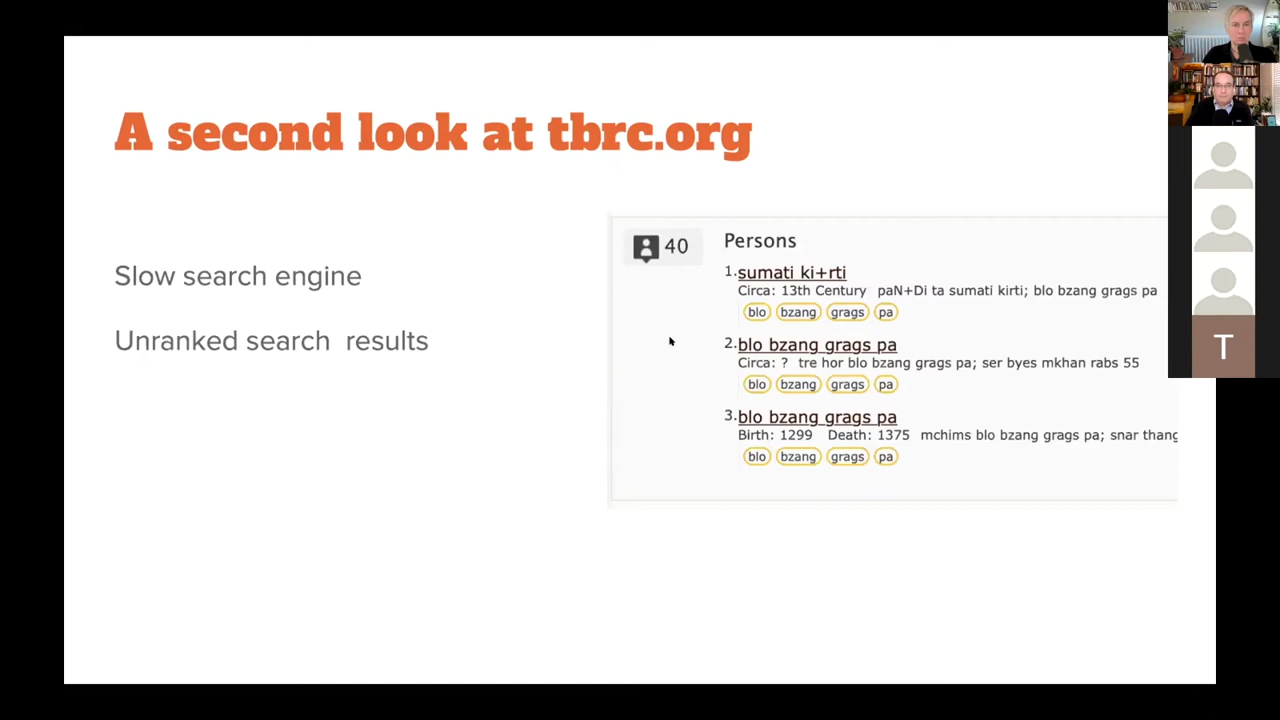 A second look at tbrc.org
Slow search engine
Unranked search results
40
Persons
1. sumati ki+rti
Circa: 13th Century paN+Di ta sumati kirti; blo bzang grags pa
blo bzang grags pa
2. blo bzang grags pa
Circa: ? tre hor blo bzang grags pa; ser byes mkhan rabs 55
blo bzang grags pa
3. blo bzang grags pa
Birth: 1299 Death: 1375 mchims blo bzang grags pa; snar thang
blo bzang grags pa
T